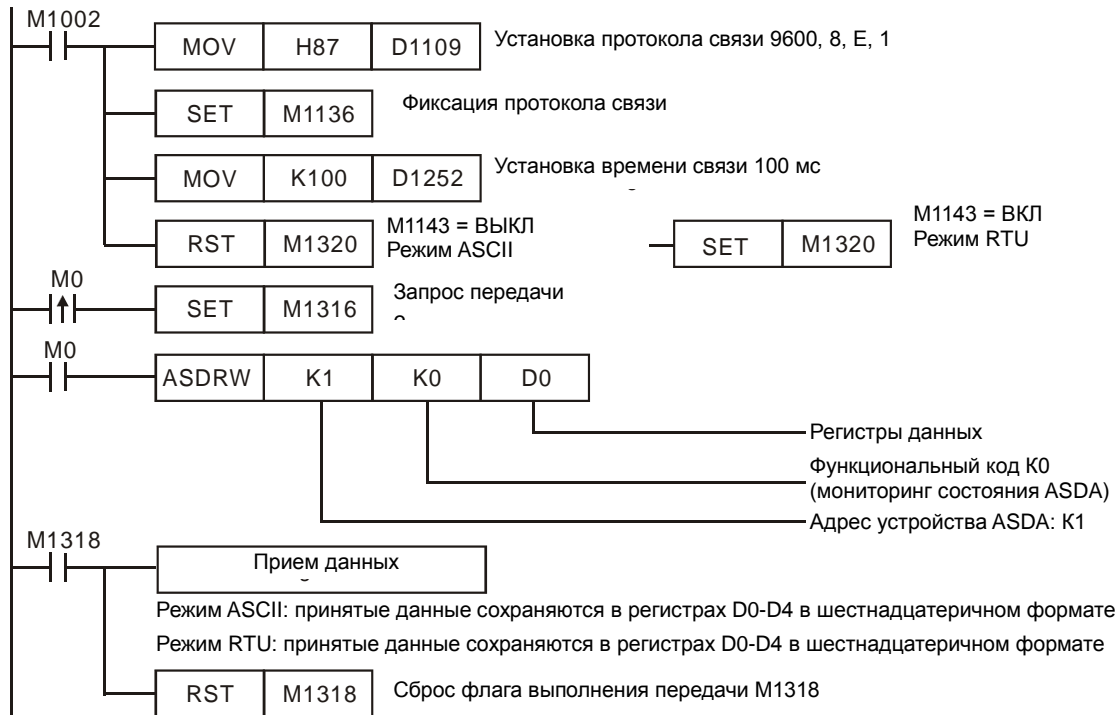 M1002
MOV H87 D1109 Установка протокола связи 9600, 8, E, 1
SET M1136 Фиксация протокола связи
MOV K100 D1252 Установка времени связи 100 мс
RST M1320 M1143 = ВЫКЛ
Режим ASCII
SET M1320 M1143 = ВКЛ
Режим RTU
M0
SET M1316 Запрос передачи
M0
ASDRW K1 K0 D0
Регистры данных
Функциональный код K0
(мониторинг состояния ASDA)
Адрес устройства ASDA: K1
M1318
Прием данных
Режим ASCII: принятые данные сохраняются в регистрах D0-D4 в шестнадцатеричном формате
Режим RTU: принятые данные сохраняются в регистрах D0-D4 в шестнадцатеричном формате
RST M1318 Сброс флага выполнения передачи M1318